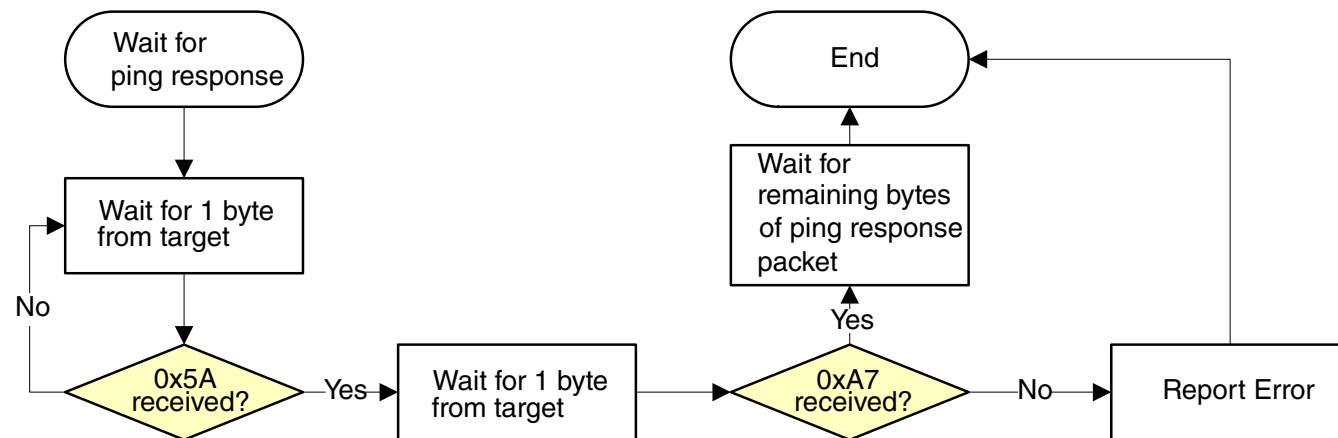 Wait for
ping response
Wait for 1 byte
from target
No
0x5A
received?
Yes
Wait for 1 byte
from target
0xA7
received?
Yes
Wait for
remaining bytes
of ping response
packet
End
No
Report Error